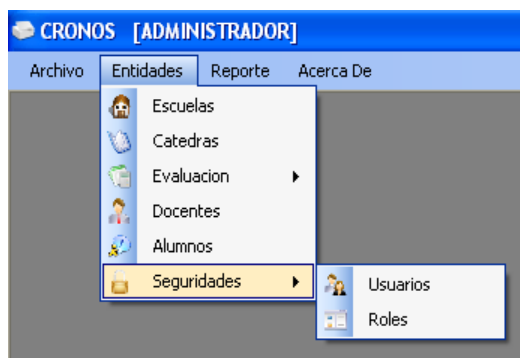 CRONOS [ADMINISTRADOR]
Archivo Entidades Reporte Acerca De
Escuelas
Catedras
Evaluacion
Docentes
Alumnos
Seguridades
Usuarios
Roles